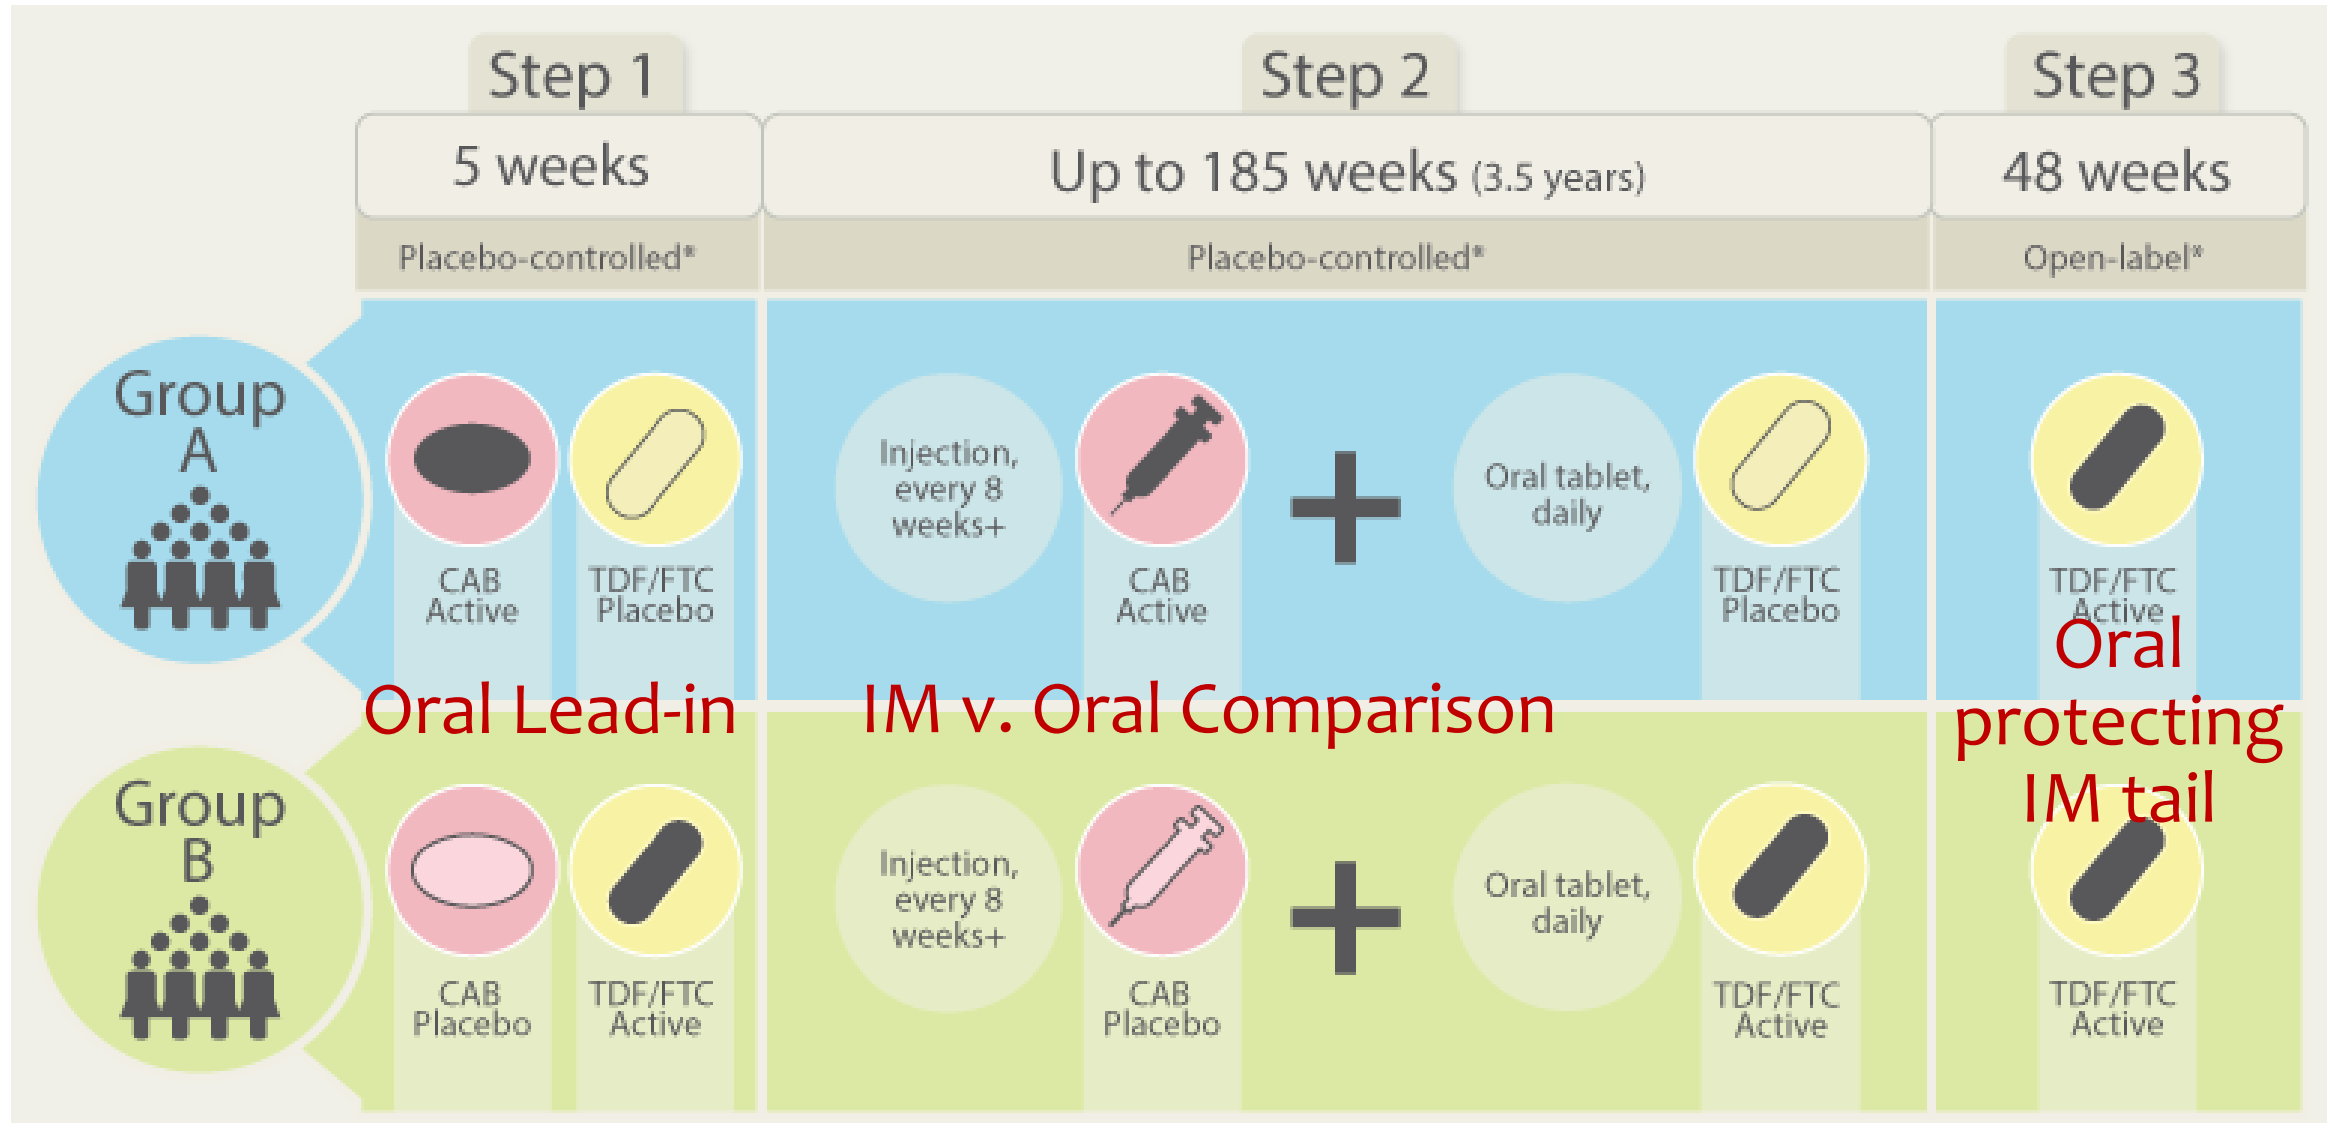 Step 1
Step 2
Step 3
5 weeks
Up to 185 weeks (3.5 years)
48 weeks
Placebo-controlled*
Placebo-controlled*
Open-label*
Group
A
CAB
Active
TDF/FTC
Placebo
Injection,
every 8
weeks+
CAB
Active
+
Oral tablet,
daily
TDF/FTC
Placebo
TDF/FTC
Active
Oral Lead-in
IM v. Oral Comparison
Oral
protecting
IM tail
Group
B
CAB
Placebo
TDF/FTC
Active
Injection,
every 8
weeks+
CAB
Placebo
+
Oral tablet,
daily
TDF/FTC
Active
TDF/FTC
Active